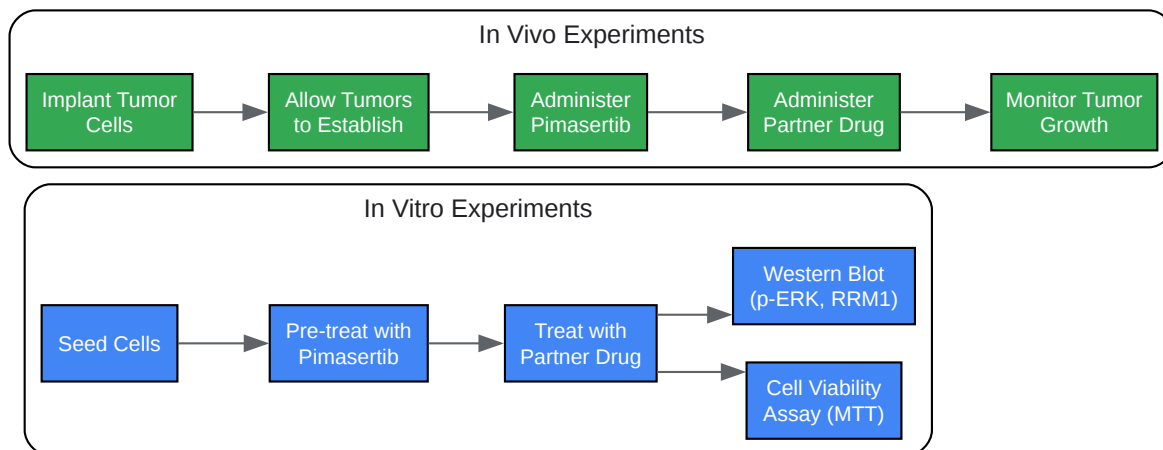 In Vivo Experiments
Implant Tumor
Cells
Allow Tumors
to Establish
Administer
Pimasertib
Administer
Partner Drug
Monitor Tumor
Growth
In Vitro Experiments
Seed Cells
Pre-treat with
Pimasertib
Treat with
Partner Drug
Western Blot
(p-ERK, RRM1)
Cell Viability
Assay (MTT)